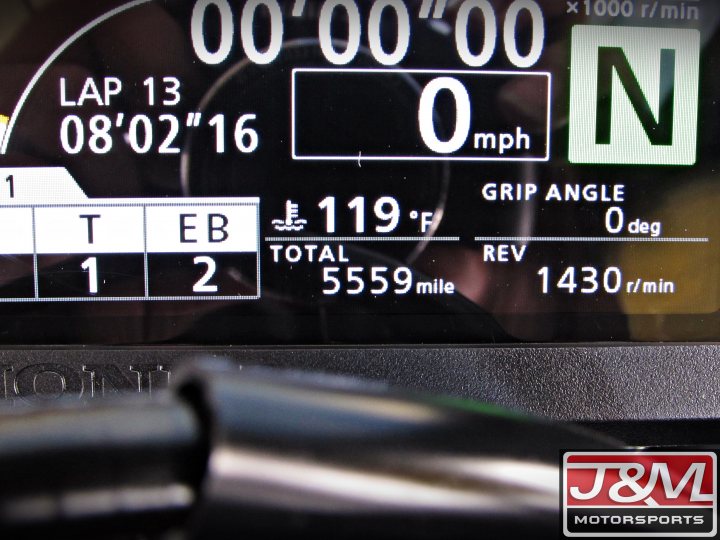 ×1000 r/min
00'00"00
N
LAP 13
08'02"16
0 mph
1
T EB
1 2
119 °F
GRIP ANGLE
0 deg
TOTAL
5559 mile
REV
1430 r/min
J&M
MOTORSPORTS